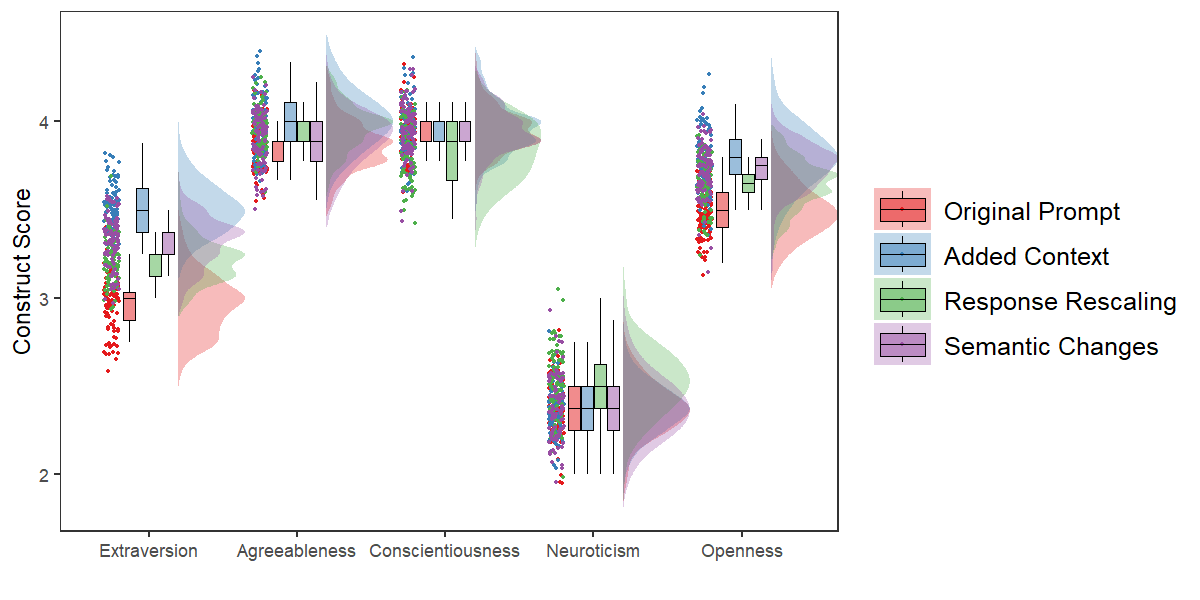 Construct Score
4
3
2
Extraversion
Agreeableness
Conscientiousness
Neuroticism
Openness
Original Prompt
Added Context
Response Rescaling
Semantic Changes